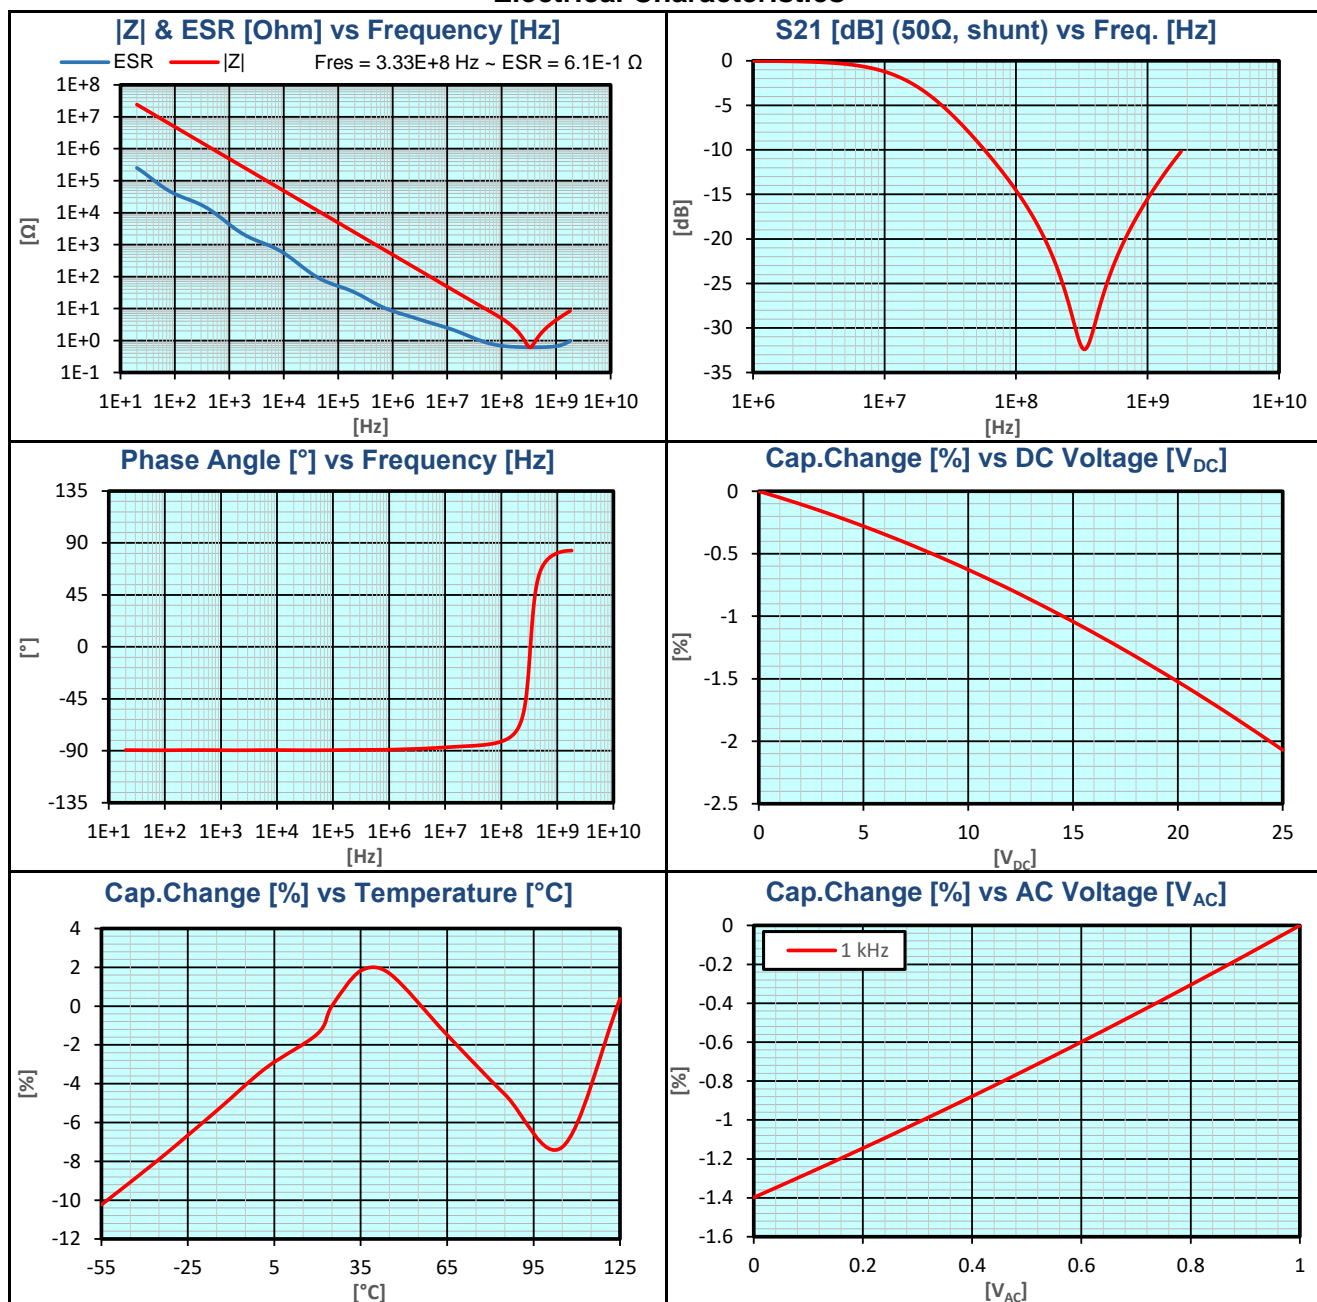 |Z| & ESR [Ohm] vs Frequency [Hz]
ESR |Z| Fres = 3.33E+8 Hz ~ ESR = 6.1E-1 Ω
1E+8
1E+7
1E+6
1E+5
1E+4
1E+3
1E+2
1E+1
1E+0
1E-1
[Ω]
1E+1 1E+2 1E+3 1E+4 1E+5 1E+6 1E+7 1E+8 1E+9 1E+10
[Hz]
S21 [dB] (50Ω, shunt) vs Freq. [Hz]
0
-5
-10
-15
-20
-25
-30
-35
[dB]
1E+6 1E+7 1E+8 1E+9 1E+10
[Hz]
Phase Angle [°] vs Frequency [Hz]
135
90
45
0
-45
-90
-135
[°]
1E+1 1E+2 1E+3 1E+4 1E+5 1E+6 1E+7 1E+8 1E+9 1E+10
[Hz]
Cap.Change [%] vs DC Voltage [VDC]
0
-0.5
-1
-1.5
-2
-2.5
[%]
0 5 10 15 20 25
[VDC]
Cap.Change [%] vs Temperature [°C]
4
2
0
-2
-4
-6
-8
-10
-12
[%]
-55 -25 5 35 65 95 125
[°C]
Cap.Change [%] vs AC Voltage [VAC]
1 kHz
0
-0.2
-0.4
-0.6
-0.8
-1
-1.2
-1.4
-1.6
[%]
0 0.2 0.4 0.6 0.8 1
[VAC]